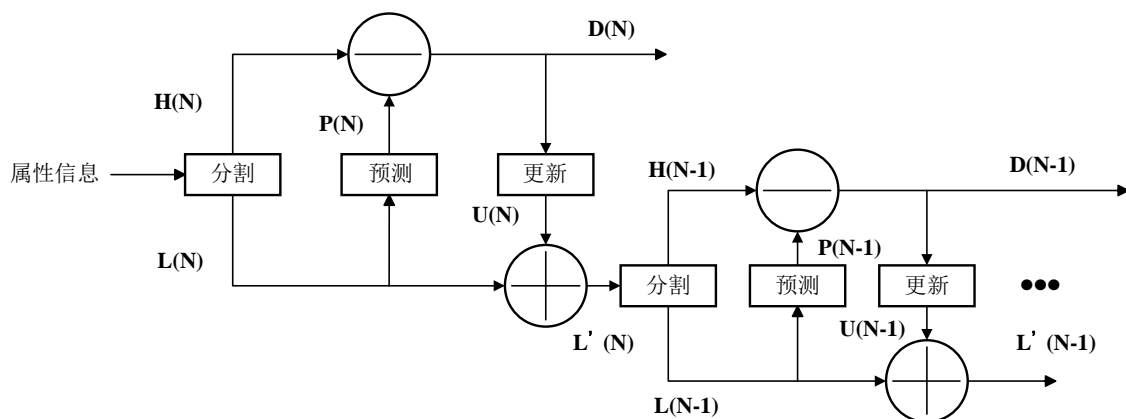 D(N)
H(N)
P(N)
属性信息
分割
预测
更新
H(N-1)
D(N-1)
U(N)
L(N)
P(N-1)
分割
预测
更新
•••
L'(N)
U(N-1)
L'(N-1)
L(N-1)